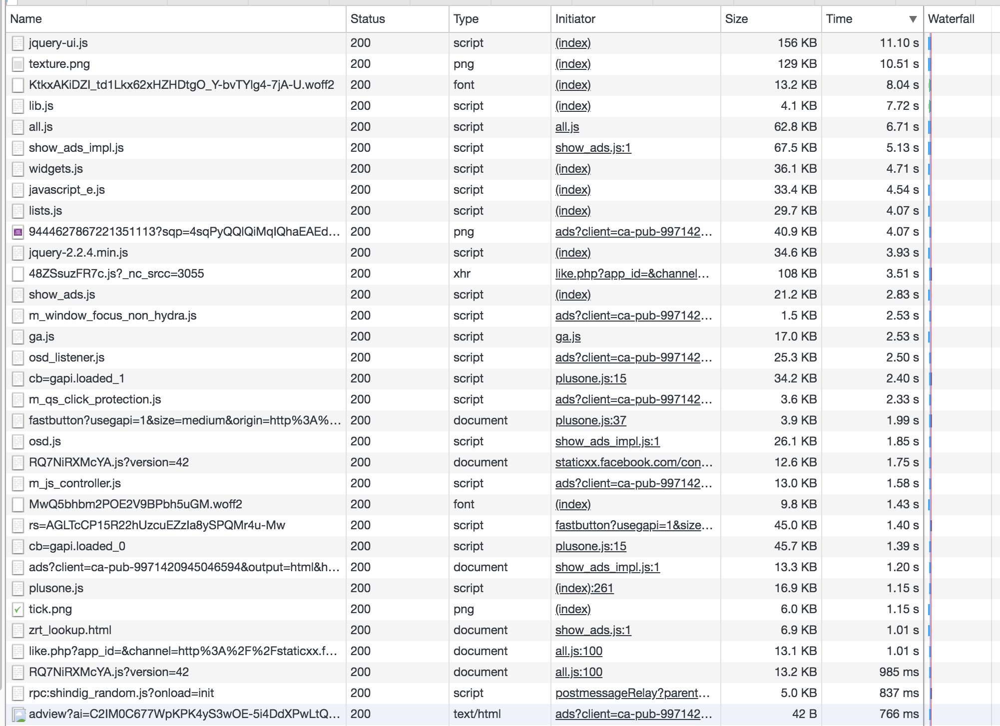 Name Status Type Initiator Size Time ▼ Waterfall
jquery-ui.js 200 script (index) 156 KB 11.10 s
texture.png 200 png (index) 129 KB 10.51 s
KtkxAKiDZI_td1Lkx62xHZHDtgO_Y-bvTYlg4-7jA-U.woff2 200 font (index) 13.2 KB 8.04 s
lib.js 200 script (index) 4.1 KB 7.72 s
all.js 200 script all.js 62.8 KB 6.71 s
show_ads_impl.js 200 script show_ads.js:1 67.5 KB 5.13 s
widgets.js 200 script (index) 36.1 KB 4.71 s
javascript_e.js 200 script (index) 33.4 KB 4.54 s
lists.js 200 script (index) 29.7 KB 4.07 s
9444627867221351113?sqp=4sqPyQQlQiMqIQhaEAEd… 200 png ads?client=ca-pub-997142… 40.9 KB 4.07 s
jquery-2.2.4.min.js 200 script (index) 34.6 KB 3.93 s
48ZSsuzFR7c.js?_nc_srcc=3055 200 xhr like.php?app_id=&channel… 108 KB 3.51 s
show_ads.js 200 script (index) 21.2 KB 2.83 s
m_window_focus_non_hydra.js 200 script ads?client=ca-pub-997142… 1.5 KB 2.53 s
ga.js 200 script ga.js 17.0 KB 2.53 s
osd_listener.js 200 script ads?client=ca-pub-997142… 25.3 KB 2.50 s
cb=gapi.loaded_1 200 script plusone.js:15 34.2 KB 2.40 s
m_qs_click_protection.js 200 script ads?client=ca-pub-997142… 3.6 KB 2.33 s
fastbutton?usegapi=1&size=medium&origin=http%3A%… 200 document plusone.js:37 3.9 KB 1.99 s
osd.js 200 script show_ads_impl.js:1 26.1 KB 1.85 s
RQ7NiRXMcYA.js?version=42 200 document staticxx.facebook.com/con… 12.6 KB 1.75 s
m_js_controller.js 200 script ads?client=ca-pub-997142… 13.0 KB 1.58 s
MwQ5bhbm2POE2V9BPbh5uGM.woff2 200 font (index) 9.8 KB 1.43 s
rs=AGLTcCP15R22hUzcuEZzIa8ySPQMr4u-Mw 200 script fastbutton?usegapi=1&size… 45.0 KB 1.40 s
cb=gapi.loaded_0 200 script plusone.js:15 45.7 KB 1.39 s
ads?client=ca-pub-9971420945046594&output=html&h… 200 document show_ads_impl.js:1 13.3 KB 1.20 s
plusone.js 200 script (index):261 16.9 KB 1.15 s
tick.png 200 png (index) 6.0 KB 1.15 s
zrt_lookup.html 200 document show_ads.js:1 6.9 KB 1.01 s
like.php?app_id=&channel=http%3A%2F%2Fstaticxx.f… 200 document all.js:100 13.1 KB 1.01 s
RQ7NiRXMcYA.js?version=42 200 document all.js:100 13.2 KB 985 ms
rpc:shindig_random.js?onload=init 200 script postmessageRelay?parent… 5.0 KB 837 ms
adview?ai=C2IM0C677WpKPK4yS3wOE-5i4DdXPwLtQ… 200 text/html ads?client=ca-pub-997142… 42 B 766 ms